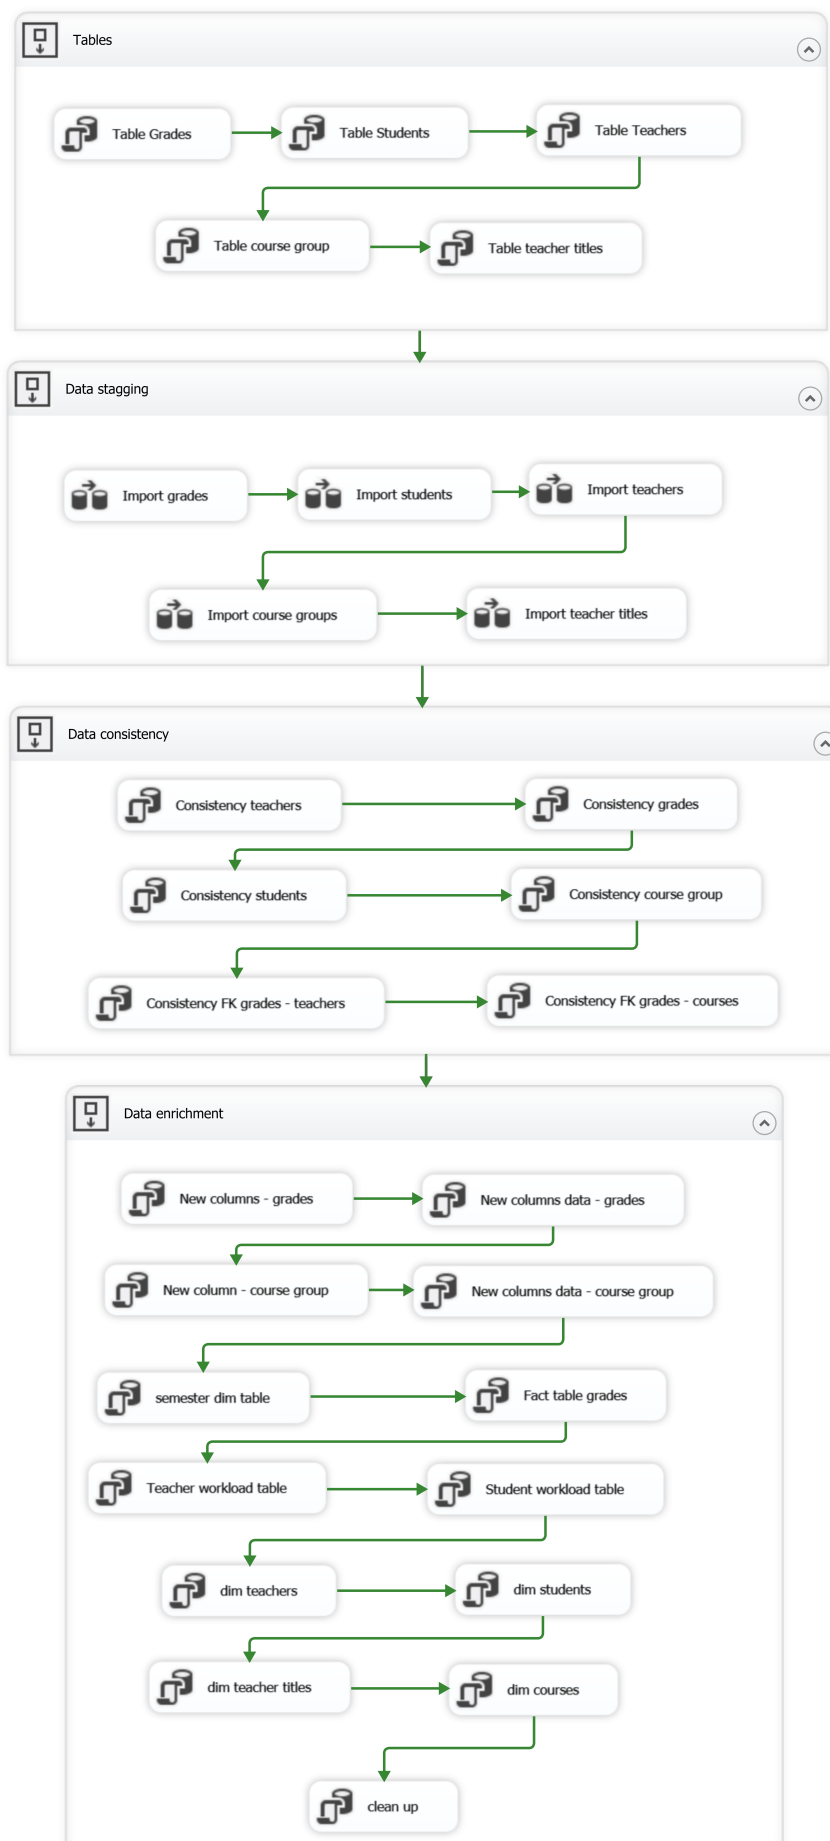 Tables
Table Grades
Table Students
Table Teachers
Table course group
Table teacher titles
Data stagging
Import grades
Import students
Import teachers
Import course groups
Import teacher titles
Data consistency
Consistency teachers
Consistency grades
Consistency students
Consistency course group
Consistency FK grades - teachers
Consistency FK grades - courses
Data enrichment
New columns - grades
New columns data - grades
New column - course group
New columns data - course group
semester dim table
Fact table grades
Teacher workload table
Student workload table
dim teachers
dim students
dim teacher titles
dim courses
clean up